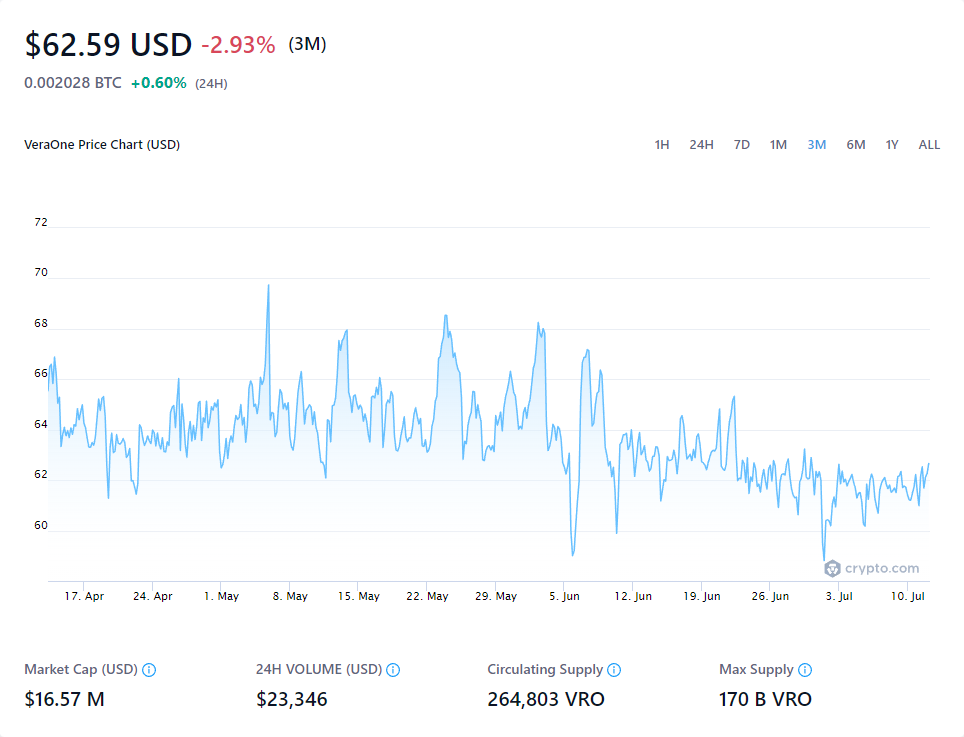 $62.59 USD -2.93% (3M)
0.002028 BTC +0.60% (24H)
VeraOne Price Chart (USD) 1H 24H 7D 1M 3M 6M 1Y ALL
72
70
68
66
64
62
60
crypto.com
17. Apr 24. Apr 1. May 8. May 15. May 22. May 29. May 5. Jun 12. Jun 19. Jun 26. Jun 3. Jul 10. Jul
Market Cap (USD) 24H VOLUME (USD) Circulating Supply Max Supply
$16.57 M $23,346 264,803 VRO 170 B VRO